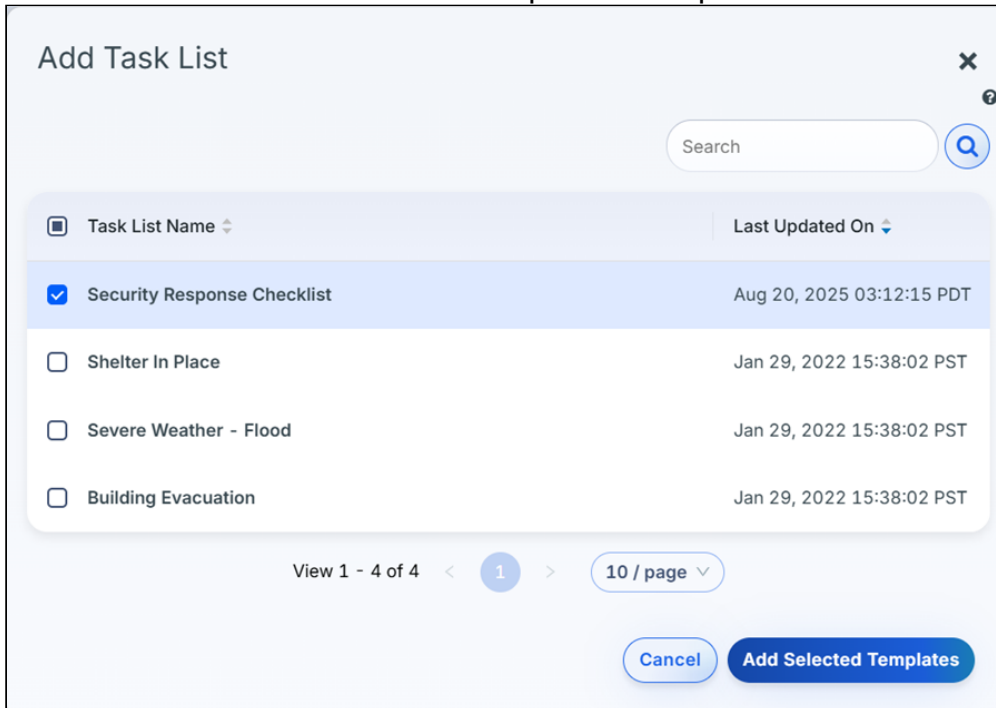 Add Task List
Search
Task List Name Last Updated On
Security Response Checklist Aug 20, 2025 03:12:15 PDT
Shelter In Place Jan 29, 2022 15:38:02 PST
Severe Weather - Flood Jan 29, 2022 15:38:02 PST
Building Evacuation Jan 29, 2022 15:38:02 PST
View 1 - 4 of 4 < 1 > 10 / page
Cancel Add Selected Templates